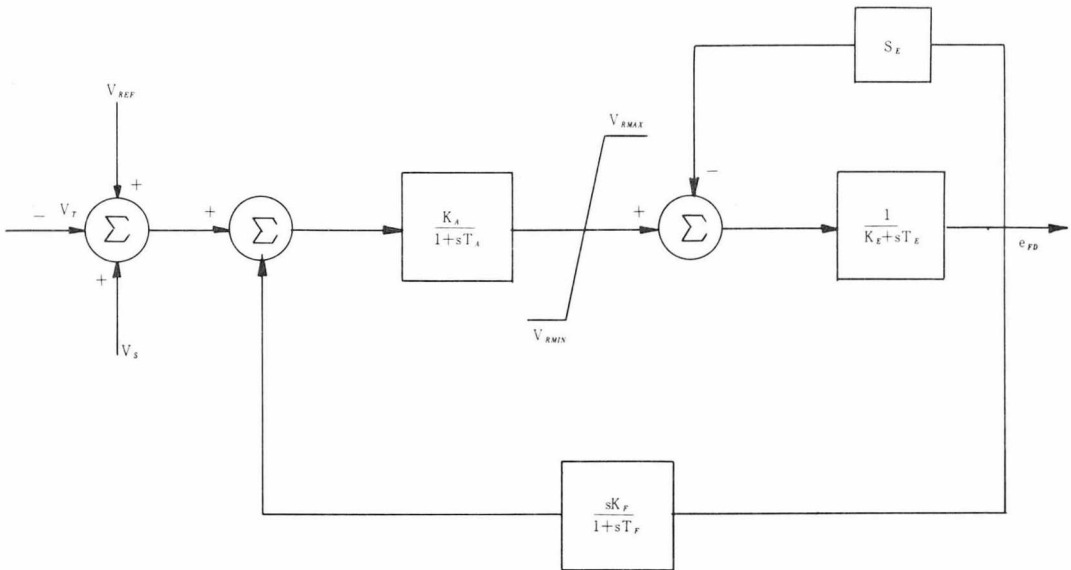 S_E
V_REF
V_RMAX
+
−
− V_T
Σ
+
Σ
K_A
1+sT_A
+
Σ
1
K_E+sT_E
e_FD
+
V_RMIN
V_S
+
sK_F
1+sT_F